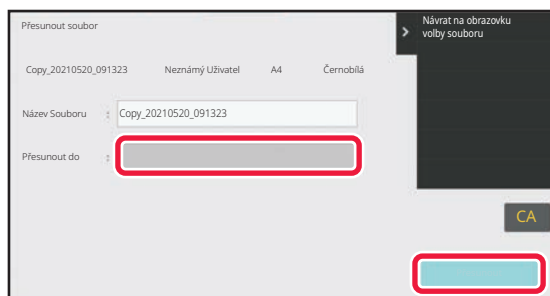 Přesunout soubor
Návrat na obrazovku
volby souboru
Copy_20210520_091323 Neznámý Uživatel A4 Černobílá
Název Souboru : Copy_20210520_091323
Přesunout do :
CA